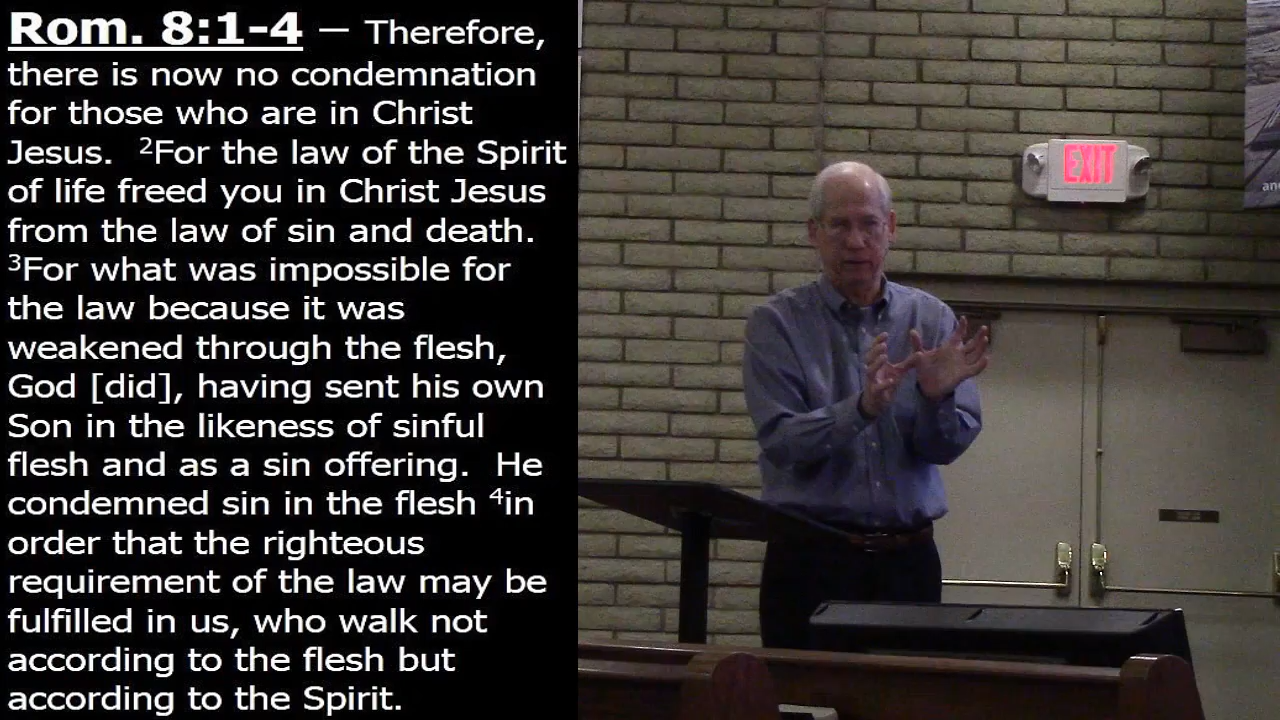 Rom. 8:1-4 — Therefore,
there is now no condemnation
for those who are in Christ
Jesus. ²For the law of the Spirit
of life freed you in Christ Jesus
from the law of sin and death.
³For what was impossible for
the law because it was
weakened through the flesh,
God [did], having sent his own
Son in the likeness of sinful
flesh and as a sin offering. He
condemned sin in the flesh ⁴in
order that the righteous
requirement of the law may be
fulfilled in us, who walk not
according to the flesh but
according to the Spirit.
EXIT